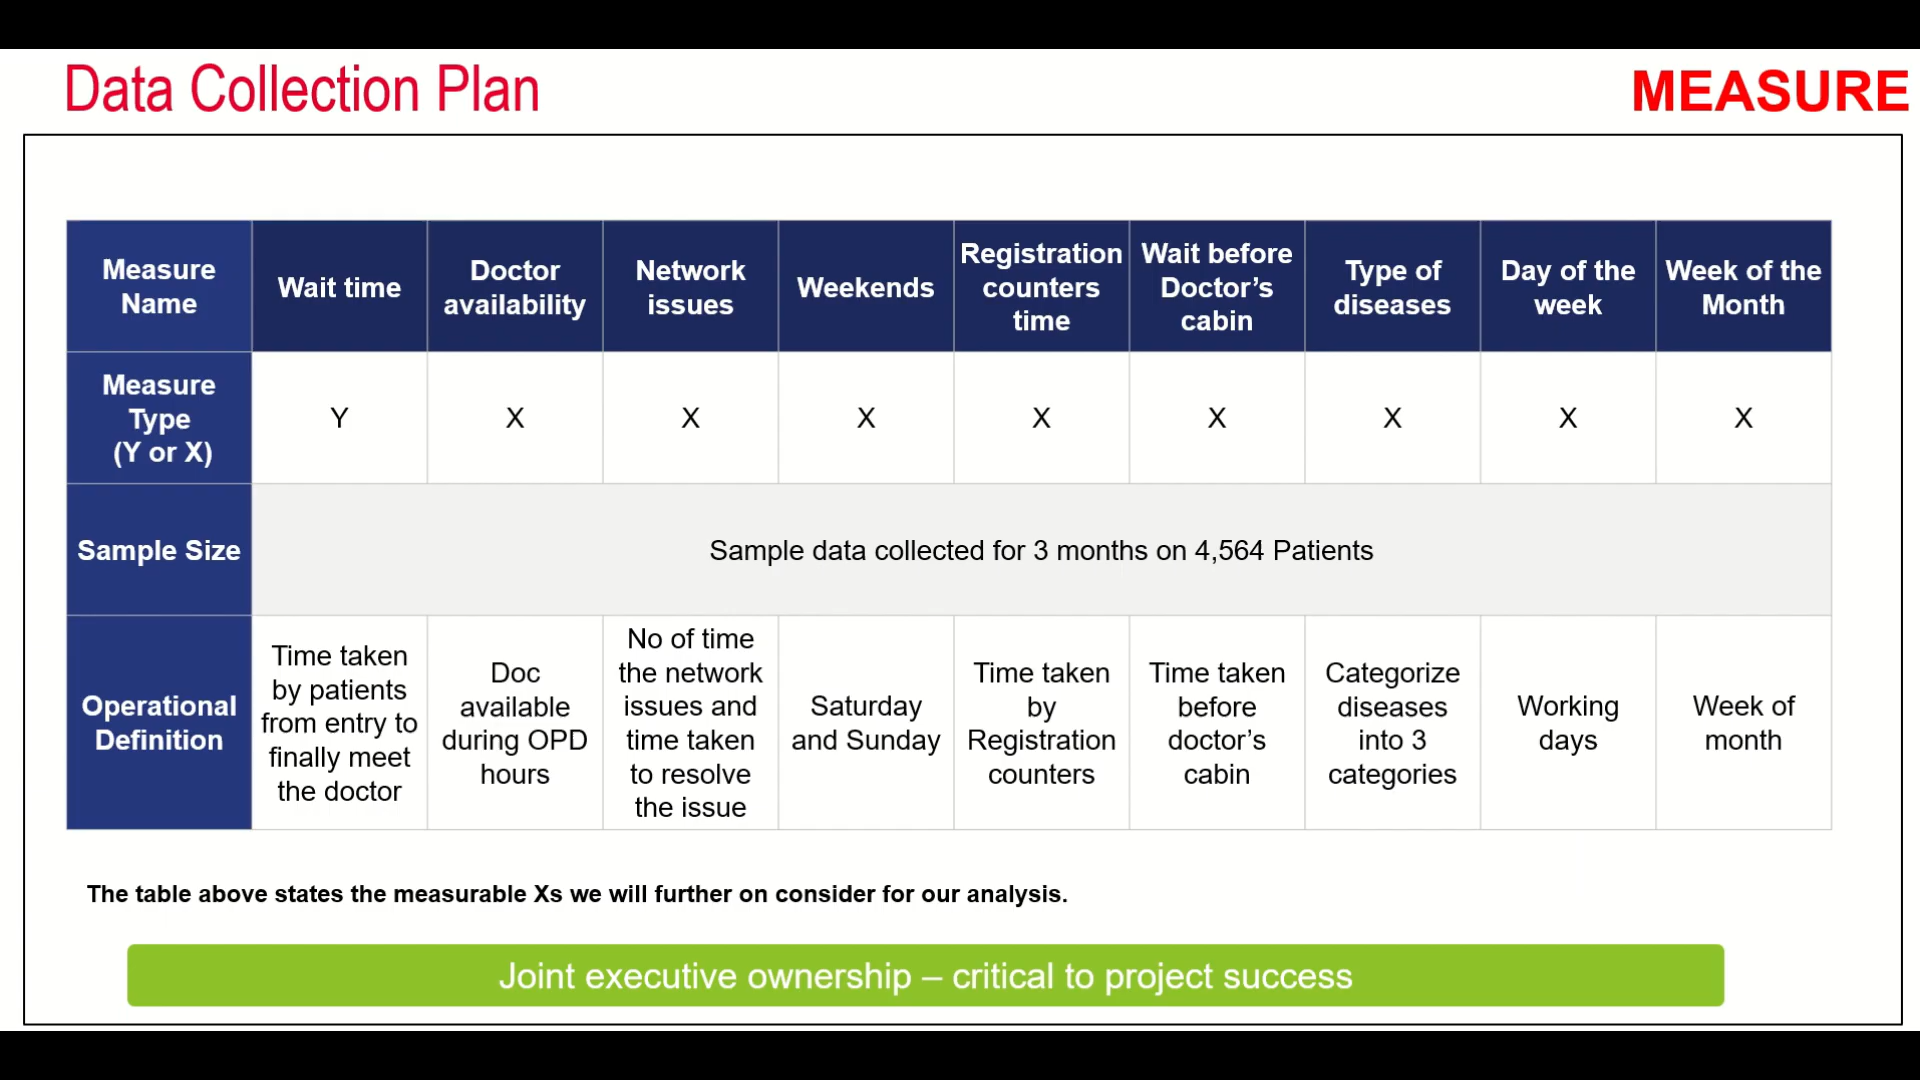 Data Collection Plan
MEASURE
Measure
Name
Wait time
Doctor
availability
Network
issues
Weekends
Registration
counters
time
Wait before
Doctor’s
cabin
Type of
diseases
Day of the
week
Week of the
Month
Measure
Type
(Y or X)
Y
X
X
X
X
X
X
X
X
Sample Size
Sample data collected for 3 months on 4,564 Patients
Operational
Definition
Time taken
by patients
from entry to
finally meet
the doctor
Doc
available
during OPD
hours
No of time
the network
issues and
time taken
to resolve
the issue
Saturday
and Sunday
Time taken
by
Registration
counters
Time taken
before
doctor’s
cabin
Categorize
diseases
into 3
categories
Working
days
Week of
month
The table above states the measurable Xs we will further on consider for our analysis.
Joint executive ownership – critical to project success